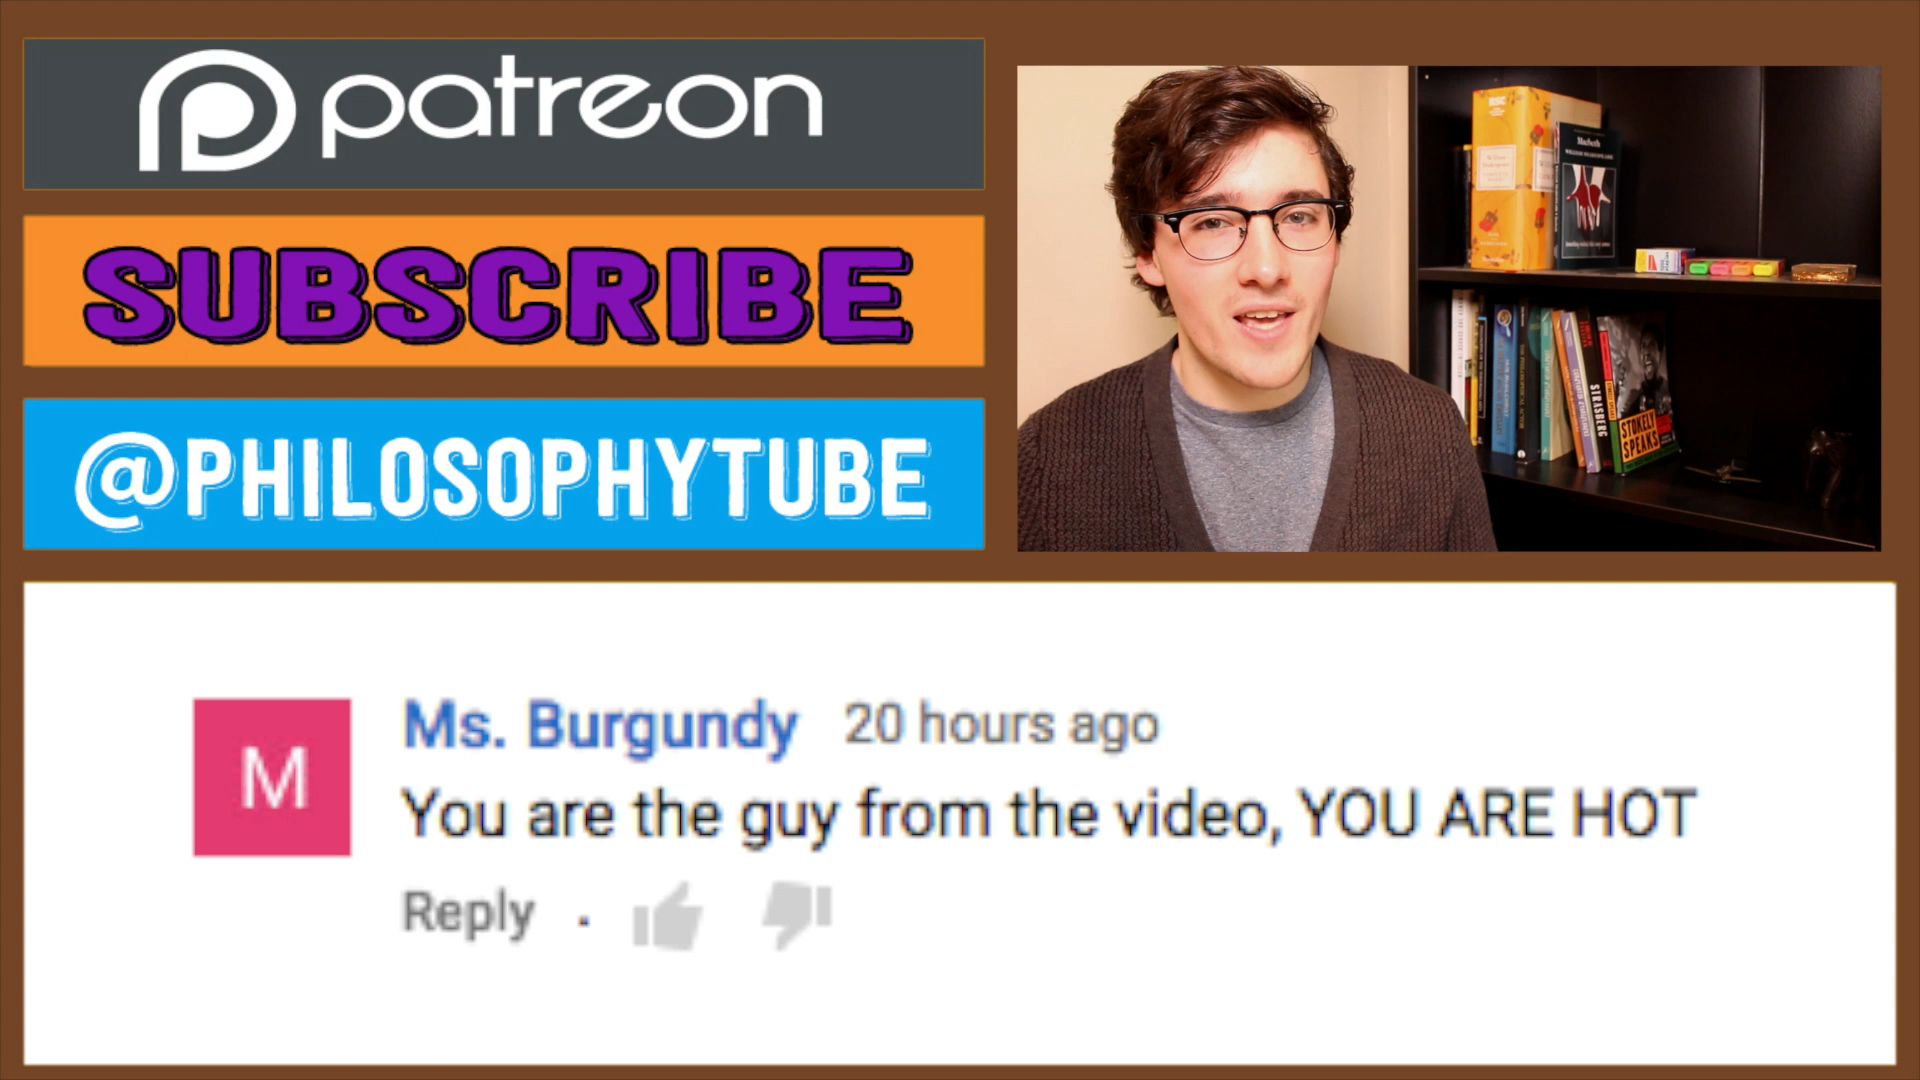 patreon
SUBSCRIBE
@PHILOSOPHYTUBE
RSC
Macbeth
STRASBERG
STOKELY
SPEAKS
M
Ms. Burgundy 20 hours ago
You are the guy from the video, YOU ARE HOT
Reply